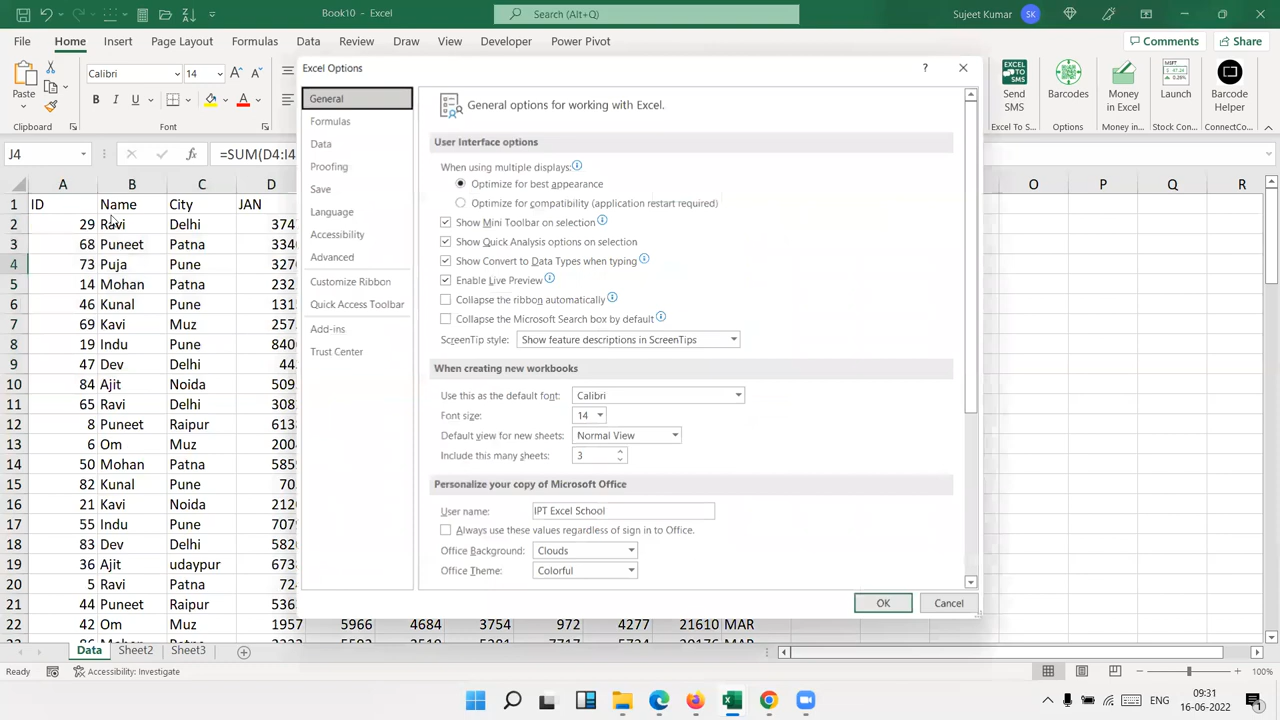 Book10 - Excel
Search (Alt+Q)
Sujeet Kumar
SK
File Home Insert Page Layout Formulas Data Review Draw View Developer Power Pivot
Comments Share
Paste
Calibri 14
B I U
Clipboard Font
Send SMS
Barcodes
Money in Excel
Launch
Barcode Helper
Excel To S... Options Money in... Stock Con... ConnectCo...
J4
=SUM(D4:I4
A B C D O P Q R
1 ID Name City JAN
2 29 Ravi Delhi 374
3 68 Puneet Patna 334
4 73 Puja Pune 327
5 14 Mohan Patna 232
6 46 Kunal Pune 131
7 69 Kavi Muz 257
8 19 Indu Pune 840
9 47 Dev Delhi 44
10 84 Ajit Noida 509
11 65 Ravi Delhi 308
12 8 Puneet Raipur 613
13 6 Om Muz 200
14 50 Mohan Patna 585
15 82 Kunal Pune 70
16 21 Kavi Noida 210
17 55 Indu Pune 707
18 83 Dev Delhi 582
19 36 Ajit udaypur 673
20 5 Ravi Patna 72
21 44 Puneet Raipur 536
22 42 Om Muz 1957 5966 4684 3754 972 4277 21610 MAR
Excel Options
General
Formulas
Data
Proofing
Save
Language
Accessibility
Advanced
Customize Ribbon
Quick Access Toolbar
Add-ins
Trust Center
General options for working with Excel.
User Interface options
When using multiple displays:
Optimize for best appearance
Optimize for compatibility (application restart required)
Show Mini Toolbar on selection
Show Quick Analysis options on selection
Show Convert to Data Types when typing
Enable Live Preview
Collapse the ribbon automatically
Collapse the Microsoft Search box by default
ScreenTip style: Show feature descriptions in ScreenTips
When creating new workbooks
Use this as the default font: Calibri
Font size: 14
Default view for new sheets: Normal View
Include this many sheets: 3
Personalize your copy of Microsoft Office
User name: IPT Excel School
Always use these values regardless of sign in to Office.
Office Background: Clouds
Office Theme: Colorful
OK Cancel
Data Sheet2 Sheet3
Ready Accessibility: Investigate
100%
ENG
09:31
16-06-2022